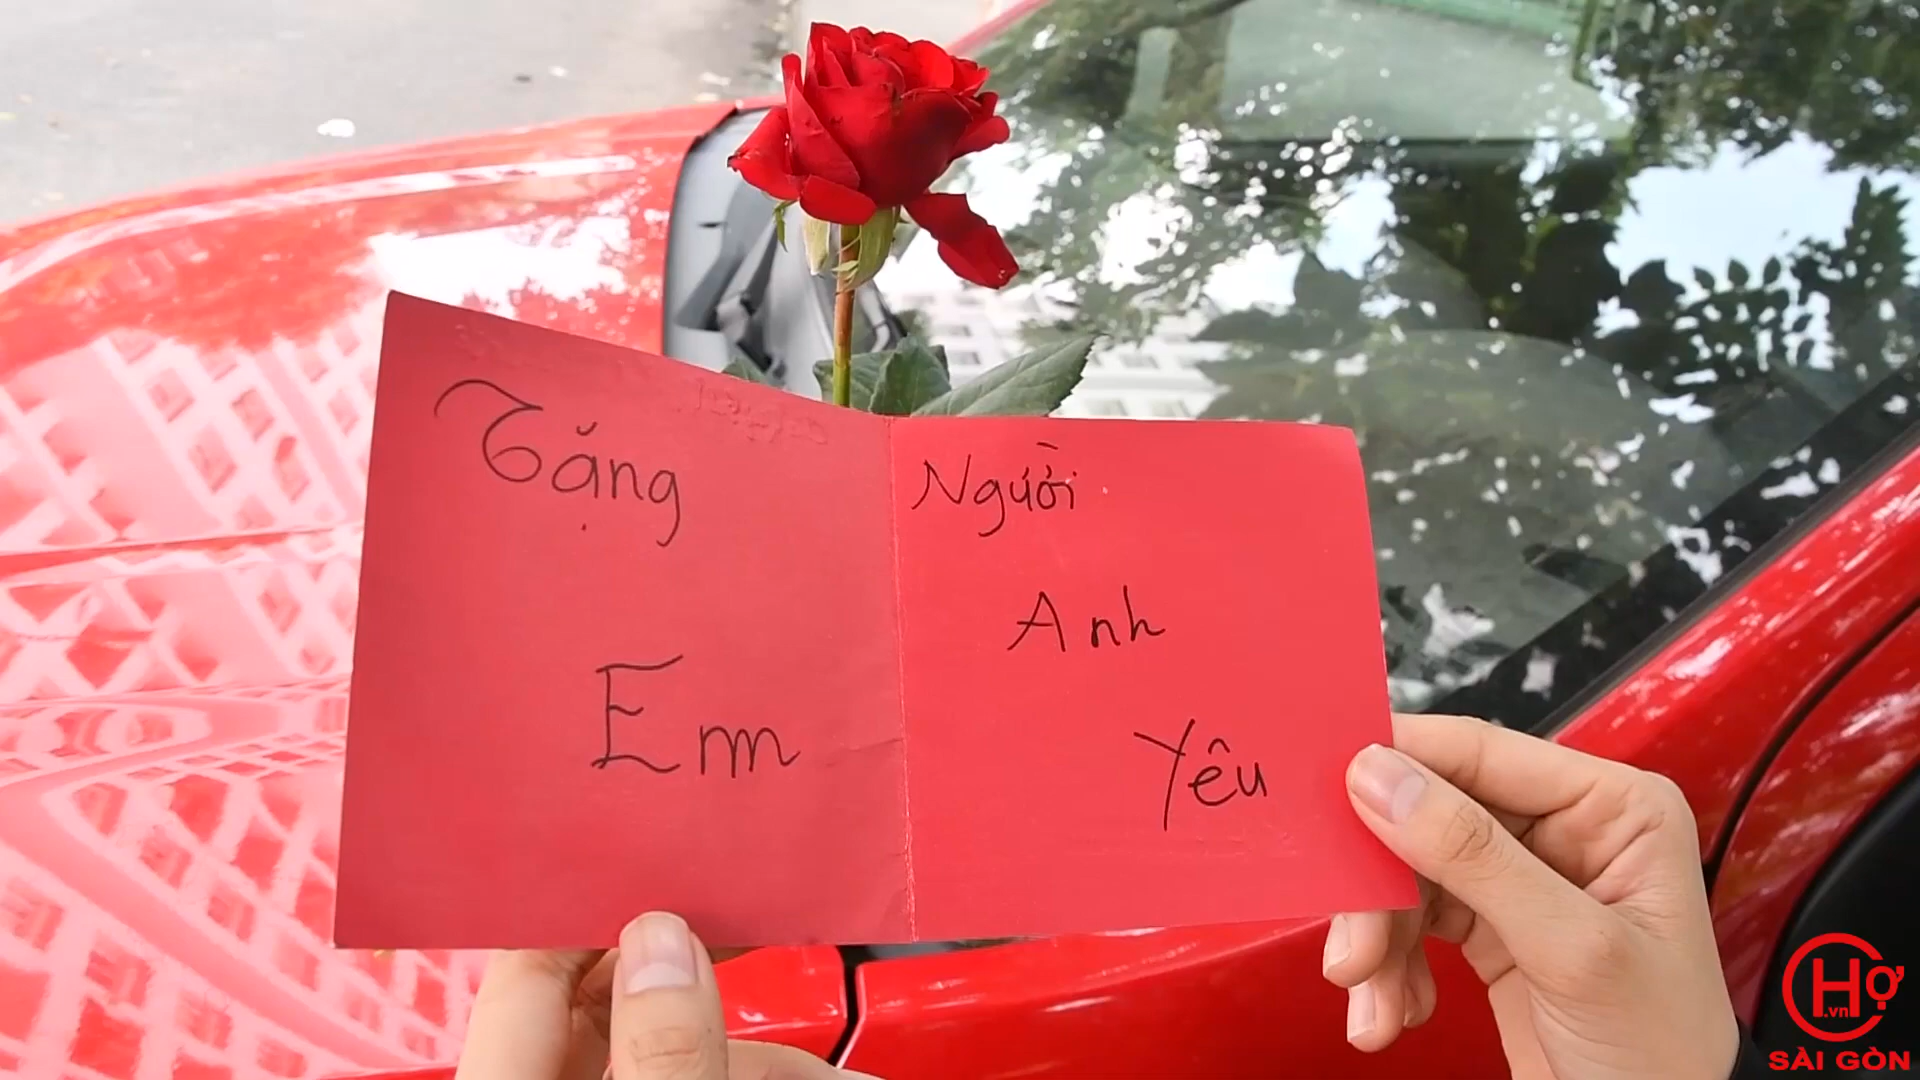 Tặng
Em
Người
Anh
Yêu
CHỢ
.vn
SÀI GÒN